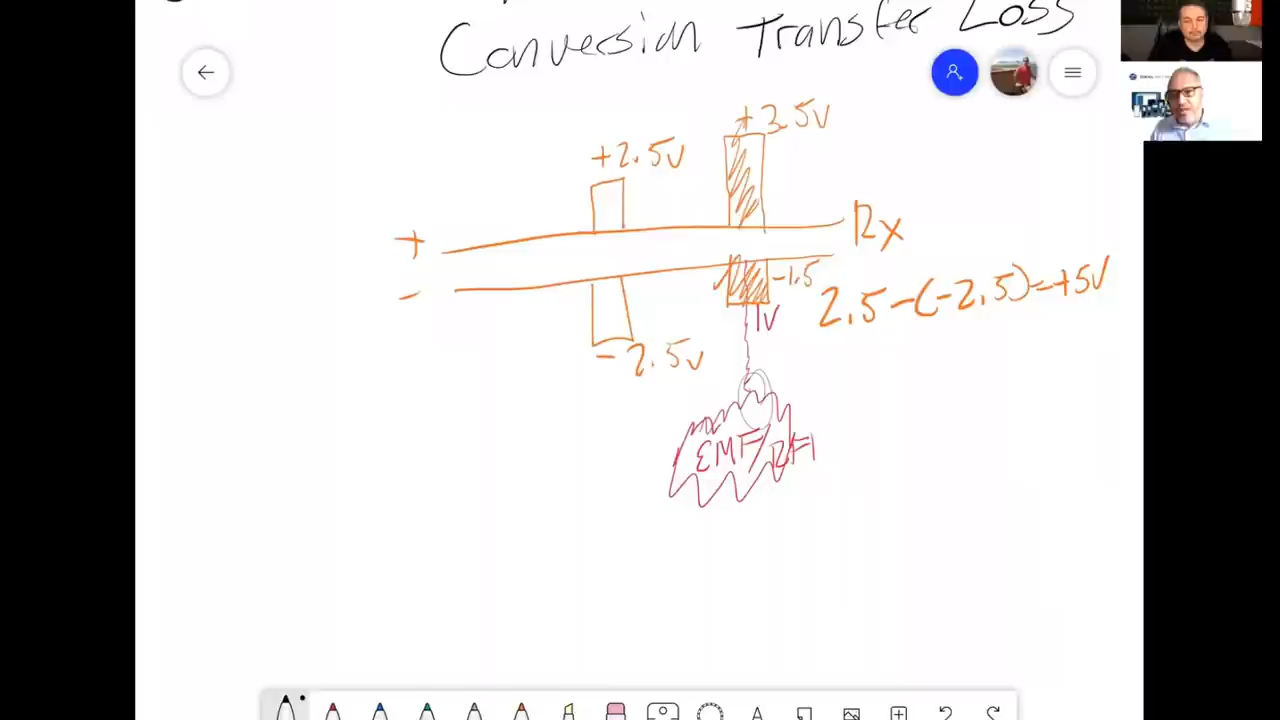 Conversion Transfer Loss
+3.5V
+2.5V
+
Rx
-
-1.5
2.5-(-2.5)=+5V
1V
-2.5V
EMF/RFI